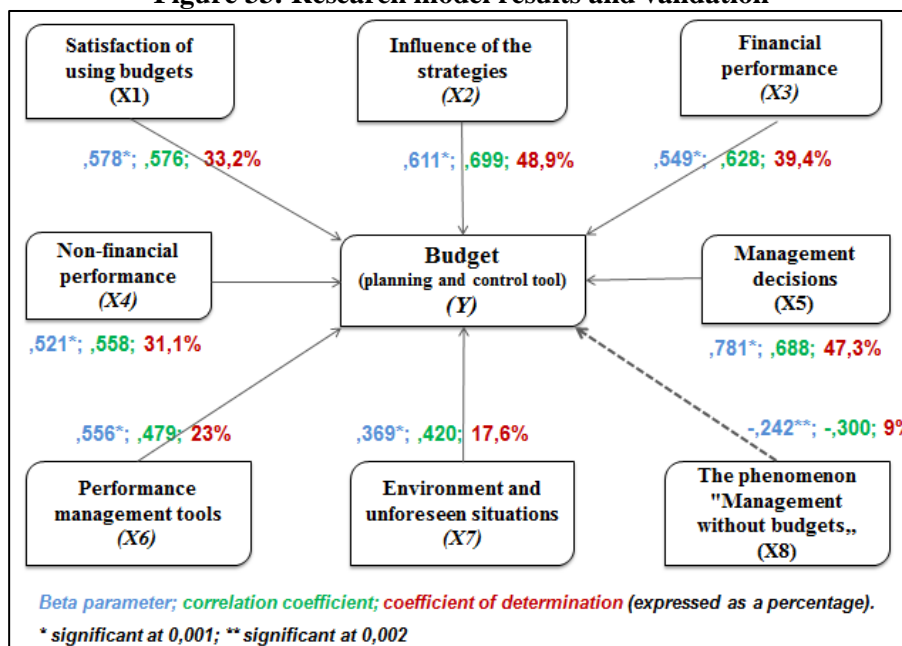 Figure 33: Research model results and validation
Satisfaction of
using budgets
(X1)
Influence of the
strategies
(X2)
Financial
performance
(X3)
,578*; ,576; 33,2%
,611*; ,699; 48,9%
,549*; ,628; 39,4%
Non-financial
performance
(X4)
Budget
(planning and control tool)
(Y)
Management
decisions
(X5)
,521*; ,558; 31,1%
,781*; ,688; 47,3%
,556*; ,479; 23%
,369*; ,420; 17,6%
-,242**; -,300; 9%
Performance
management tools
(X6)
Environment and
unforeseen situations
(X7)
The phenomenon
"Management
without budgets,,
(X8)
Beta parameter; correlation coefficient; coefficient of determination (expressed as a percentage).
* significant at 0,001; ** significant at 0,002